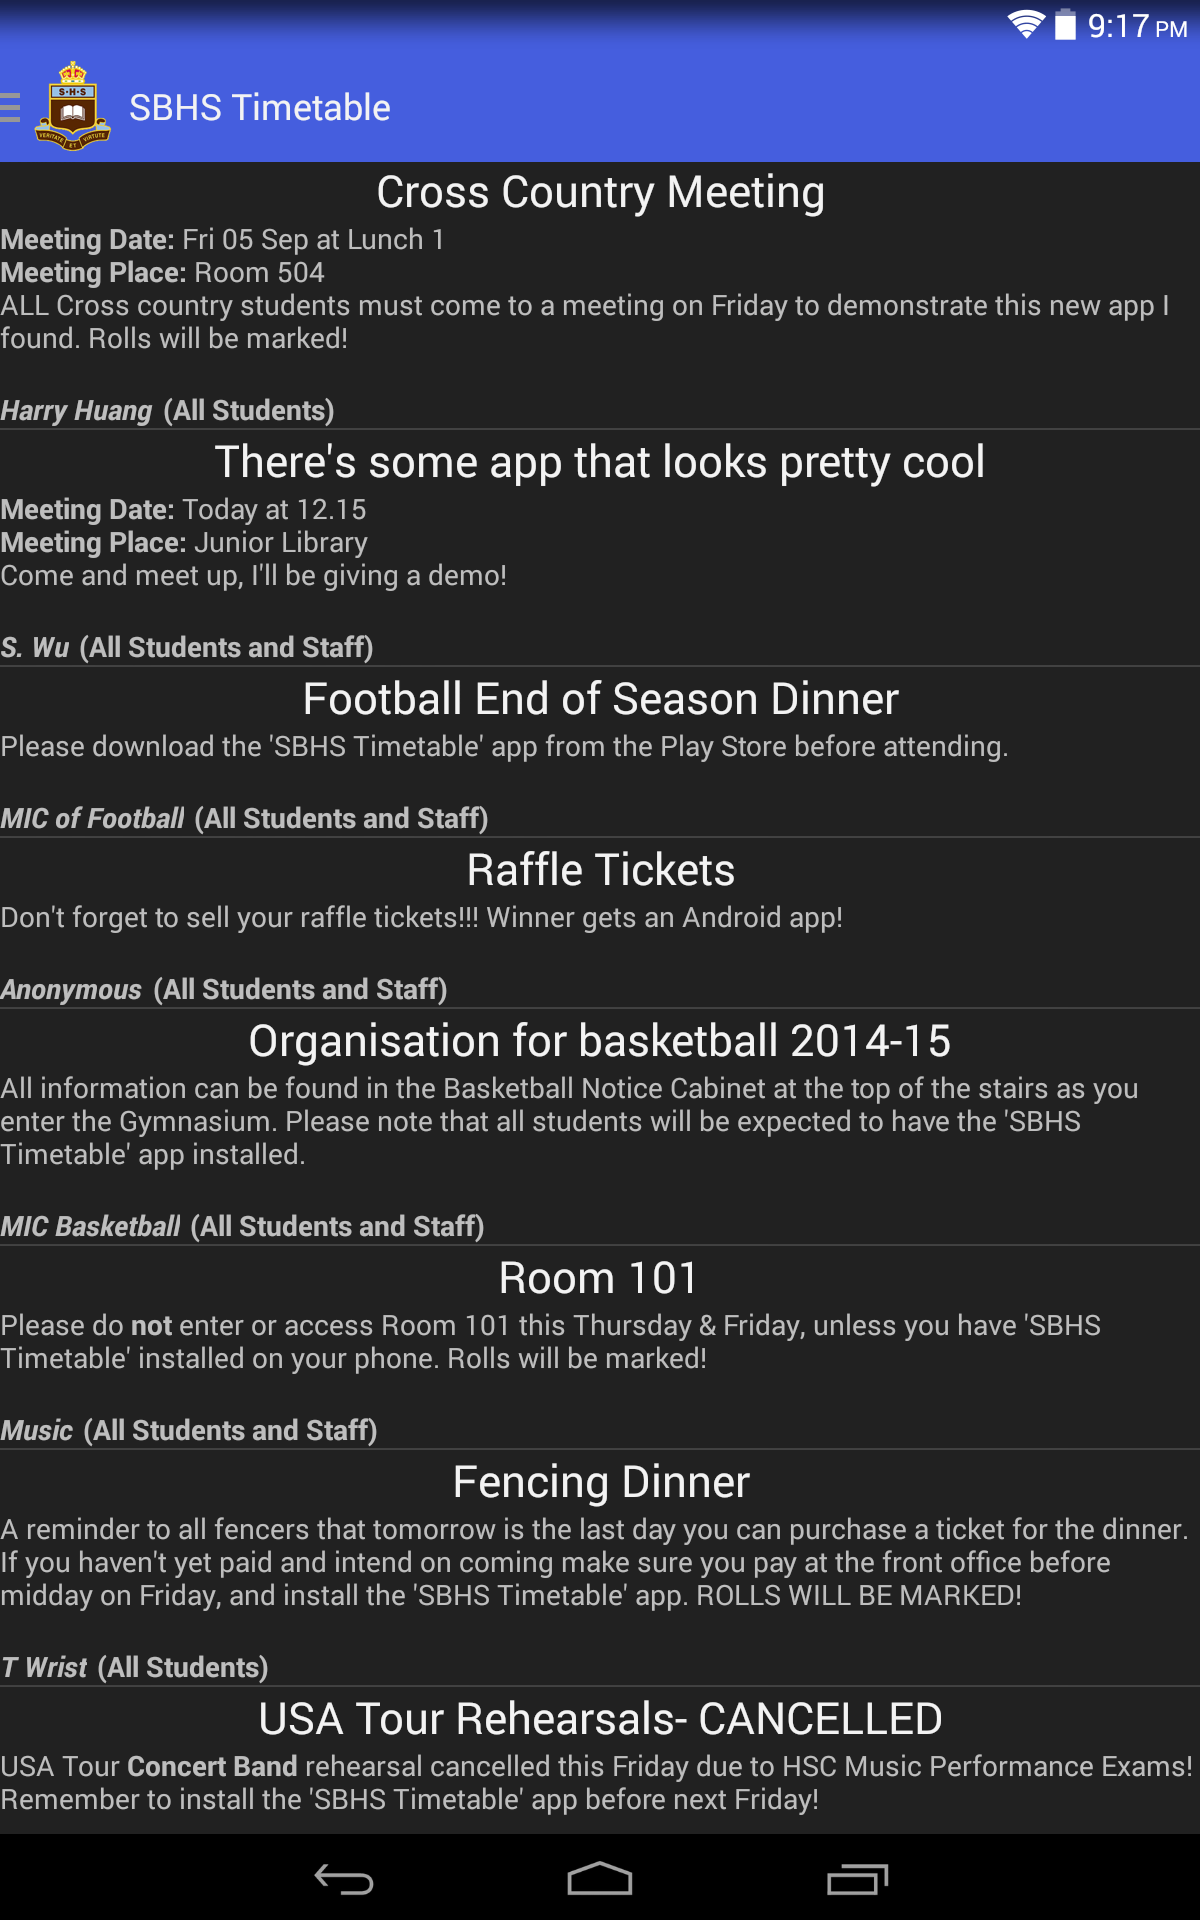 9:17 PM
S·H·S
VERITATE ET VIRTUTE
SBHS Timetable
Cross Country Meeting
Meeting Date: Fri 05 Sep at Lunch 1
Meeting Place: Room 504
ALL Cross country students must come to a meeting on Friday to demonstrate this new app I
found. Rolls will be marked!
Harry Huang (All Students)
There's some app that looks pretty cool
Meeting Date: Today at 12.15
Meeting Place: Junior Library
Come and meet up, I'll be giving a demo!
S. Wu (All Students and Staff)
Football End of Season Dinner
Please download the 'SBHS Timetable' app from the Play Store before attending.
MIC of Football (All Students and Staff)
Raffle Tickets
Don't forget to sell your raffle tickets!!! Winner gets an Android app!
Anonymous (All Students and Staff)
Organisation for basketball 2014-15
All information can be found in the Basketball Notice Cabinet at the top of the stairs as you
enter the Gymnasium. Please note that all students will be expected to have the 'SBHS
Timetable' app installed.
MIC Basketball (All Students and Staff)
Room 101
Please do not enter or access Room 101 this Thursday & Friday, unless you have 'SBHS
Timetable' installed on your phone. Rolls will be marked!
Music (All Students and Staff)
Fencing Dinner
A reminder to all fencers that tomorrow is the last day you can purchase a ticket for the dinner.
If you haven't yet paid and intend on coming make sure you pay at the front office before
midday on Friday, and install the 'SBHS Timetable' app. ROLLS WILL BE MARKED!
T Wrist (All Students)
USA Tour Rehearsals- CANCELLED
USA Tour Concert Band rehearsal cancelled this Friday due to HSC Music Performance Exams!
Remember to install the 'SBHS Timetable' app before next Friday!